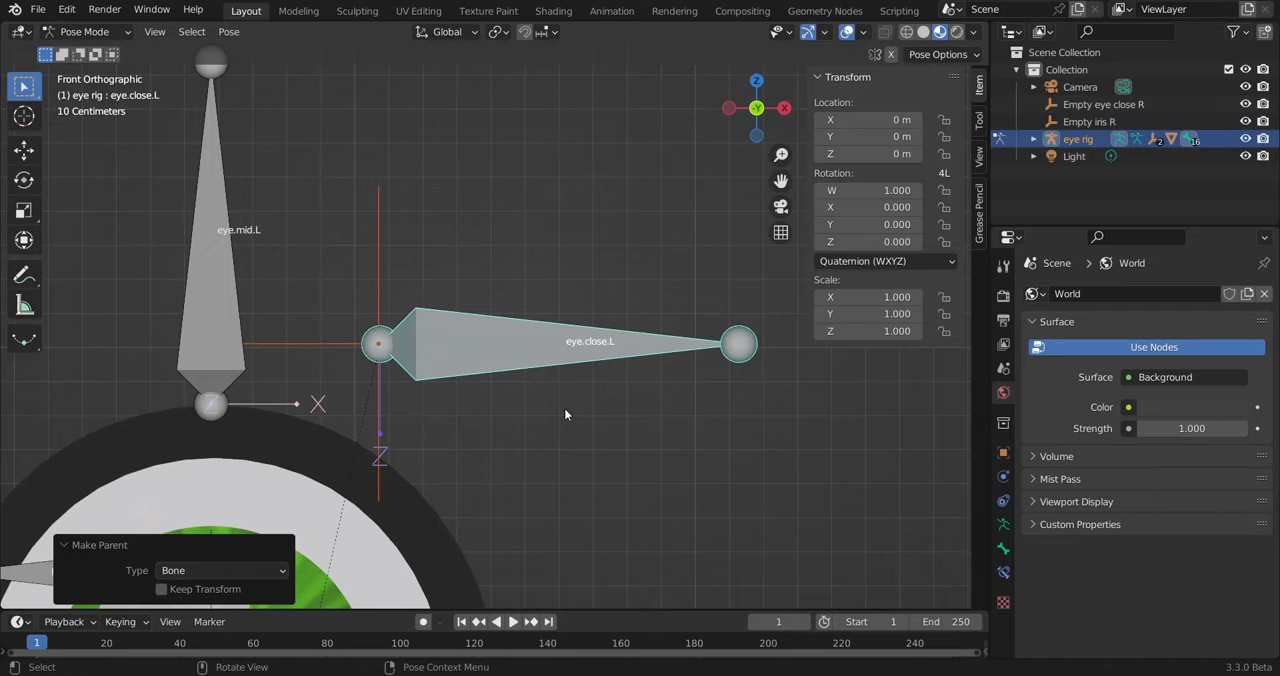 File Edit Render Window Help Layout Modeling Sculpting UV Editing Texture Paint Shading Animation Rendering Compositing Geometry Nodes Scripting Scene ViewLayer
Pose Mode View Select Pose Global
X Pose Options
Front Orthographic
(1) eye rig : eye.close.L
10 Centimeters
Transform
Location:
X 0 m
Y 0 m
Z 0 m
Rotation: 4L
W 1.000
X 0.000
Y 0.000
Z 0.000
Quaternion (WXYZ)
Scale:
X 1.000
Y 1.000
Z 1.000
Item
Tool
View
Grease Pencil
Z
-Y
X
eye.mid.L
eye.close.L
X
Z
Z
Make Parent
Type Bone
Keep Transform
Scene Collection
Collection
Camera
Empty eye close R
Empty iris R
eye rig 2 16
Light
Scene > World
World
Surface
Use Nodes
Surface Background
Color
Strength 1.000
Volume
Mist Pass
Viewport Display
Custom Properties
Playback Keying View Marker 1 Start 1 End 250
1 20 40 60 80 100 120 140 160 180 200 220 240
Select Rotate View Pose Context Menu 3.3.0 Beta